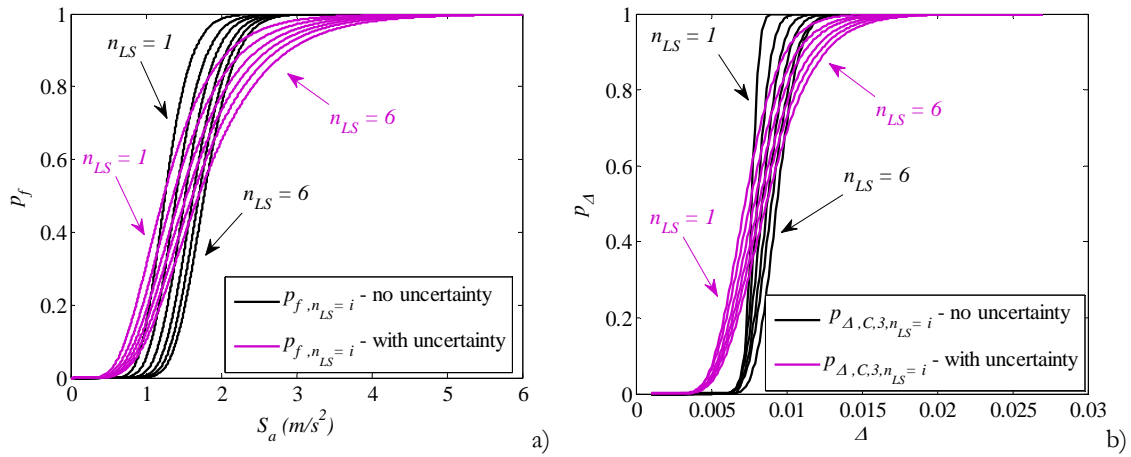 1
0.8
0.6
0.4
0.2
0
p_f
0 1 2 3 4 5 6
S_a (m/s^2)
n_LS = 1
n_LS = 6
n_LS = 1
n_LS = 6
p_f,n_LS=i - no uncertainty
p_f,n_LS=i - with uncertainty
a)
1
0.8
0.6
0.4
0.2
0
p_Δ
0.005 0.01 0.015 0.02 0.025 0.03
Δ
n_LS = 1
n_LS = 6
n_LS = 6
n_LS = 1
p_Δ,C,3,n_LS=i - no uncertainty
p_Δ,C,3,n_LS=i - with uncertainty
b)